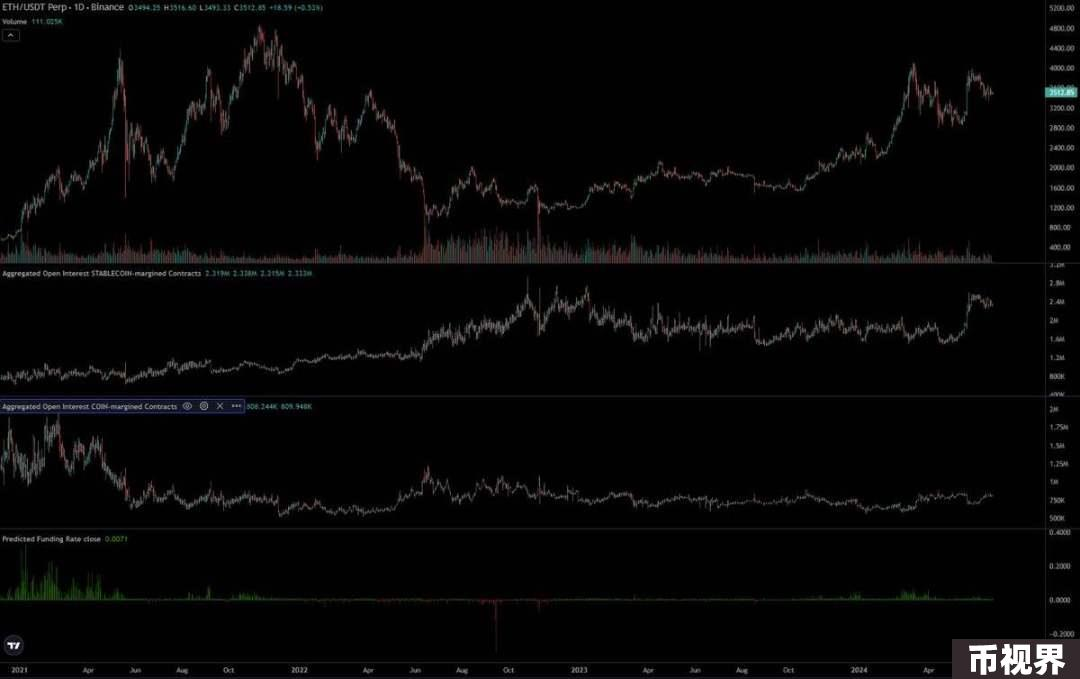 ETH/USDT Perp · 1D · Binance O3494.25 H3516.60 L3493.33 C3512.85 +18.59 (+0.53%)
Volume 111.025K
5200.00
4800.00
4400.00
4000.00
3512.85
3200.00
2800.00
2400.00
2000.00
1600.00
1200.00
800.00
400.00
Aggregated Open Interest STABLECOIN-margined Contracts 2.319M 2.338M 2.315M 2.333M
3.2M
2.8M
2.4M
2M
1.6M
1.2M
800K
400K
Aggregated Open Interest COIN-margined Contracts 808.244K 809.948K
2M
1.75M
1.5M
1.25M
1M
750K
500K
Predicted Funding Rate close 0.0071
0.4000
0.2000
0.0000
-0.2000
2021 Apr Jun Aug Oct 2022 Apr Jun Aug Oct 2023 Apr Jun Aug Oct 2024 Apr
币视界